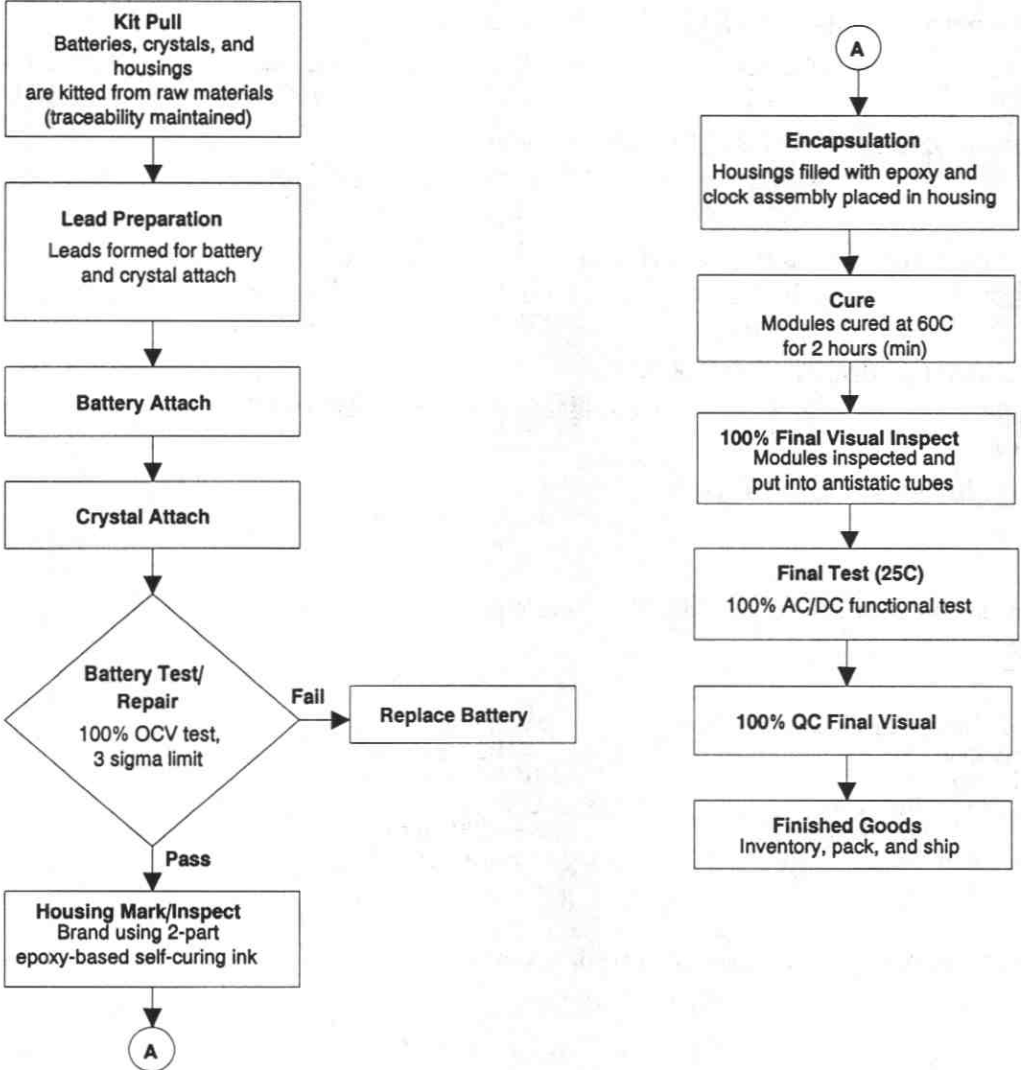 Kit Pull
Batteries, crystals, and
housings
are kitted from raw materials
(traceability maintained)
Lead Preparation
Leads formed for battery
and crystal attach
Battery Attach
Crystal Attach
Battery Test/
Repair
100% OCV test,
3 sigma limit
Fail
Replace Battery
Pass
Housing Mark/Inspect
Brand using 2-part
epoxy-based self-curing ink
A
A
Encapsulation
Housings filled with epoxy and
clock assembly placed in housing
Cure
Modules cured at 60C
for 2 hours (min)
100% Final Visual Inspect
Modules inspected and
put into antistatic tubes
Final Test (25C)
100% AC/DC functional test
100% QC Final Visual
Finished Goods
Inventory, pack, and ship